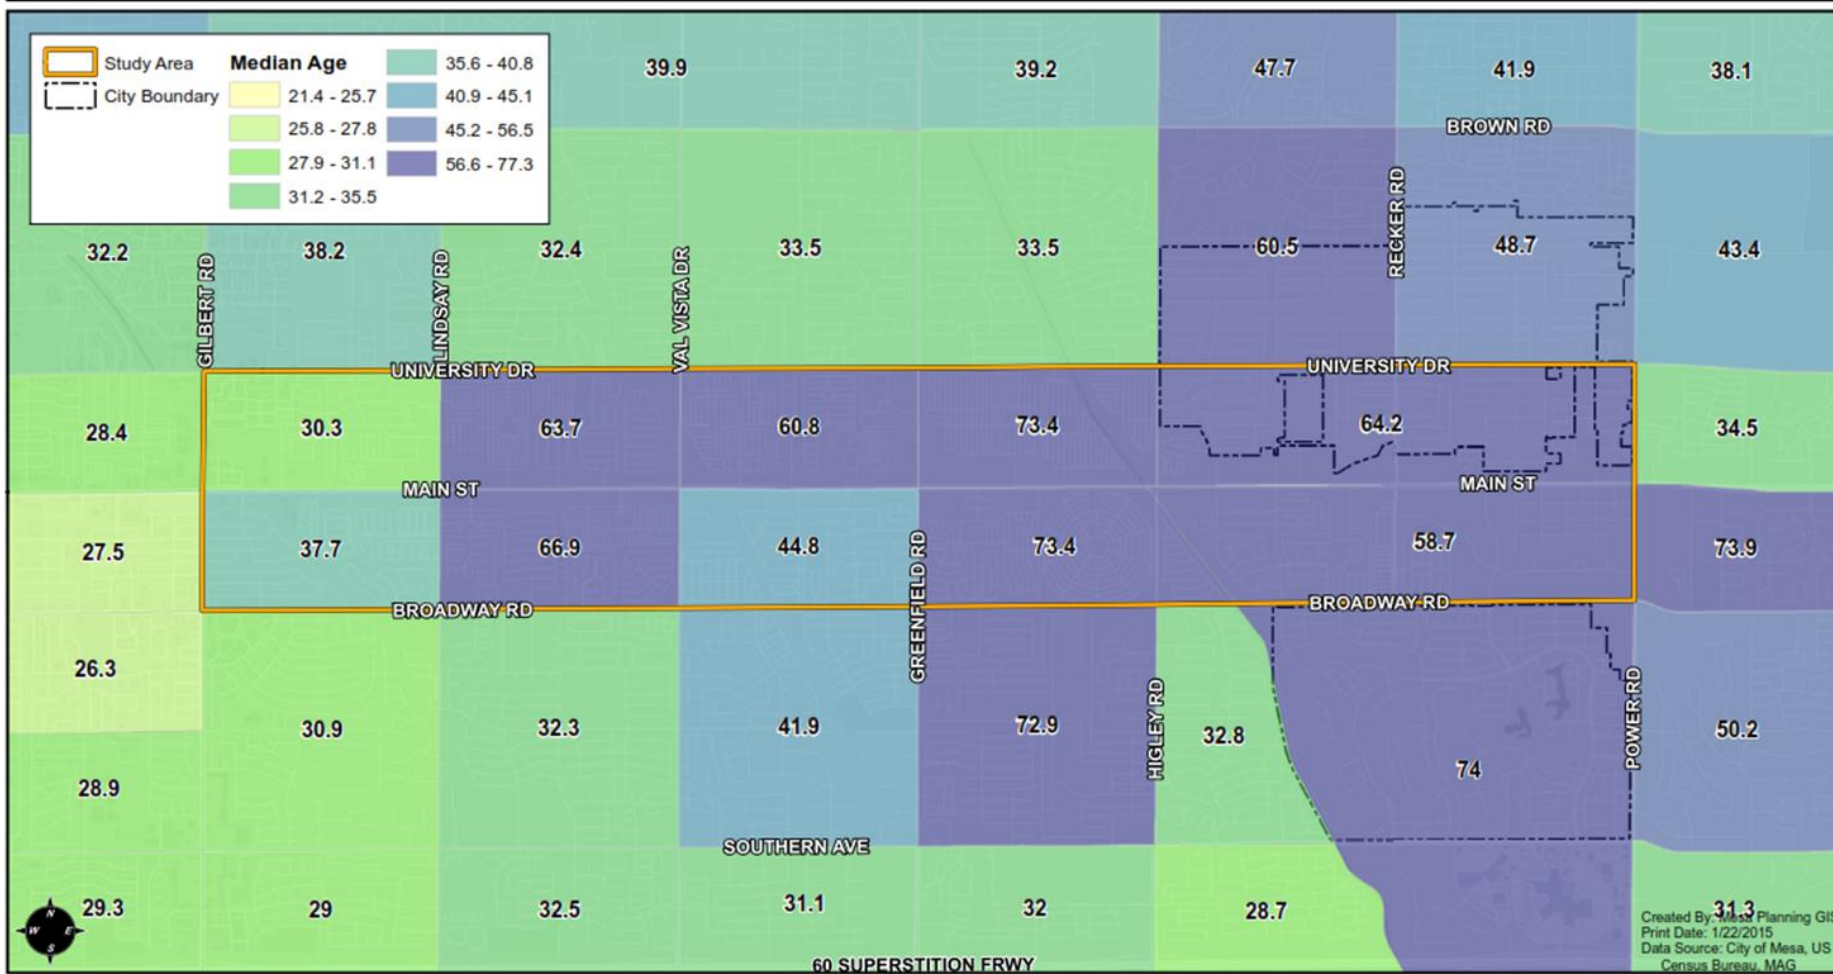 Study Area
City Boundary
Median Age
21.4 - 25.7
25.8 - 27.8
27.9 - 31.1
31.2 - 35.5
35.6 - 40.8
40.9 - 45.1
45.2 - 56.5
56.6 - 77.3
39.9
39.2
47.7
41.9
38.1
BROWN RD
RECKER RD
32.2
38.2
32.4
33.5
33.5
60.5
48.7
43.4
GILBERT RD
LINDSAY RD
VAL VISTA DR
UNIVERSITY DR
UNIVERSITY DR
28.4
30.3
63.7
60.8
73.4
64.2
34.5
MAIN ST
MAIN ST
27.5
37.7
66.9
44.8
GREENFIELD RD
73.4
58.7
73.9
BROADWAY RD
BROADWAY RD
26.3
30.9
32.3
41.9
72.9
HIGLEY RD
32.8
74
POWER RD
50.2
28.9
SOUTHERN AVE
29.3
29
32.5
31.1
32
28.7
31.3
N
W E
S
Created By: Mesa Planning GIS
Print Date: 1/22/2015
Data Source: City of Mesa, US
Census Bureau, MAG
60 SUPERSTITION FRWY